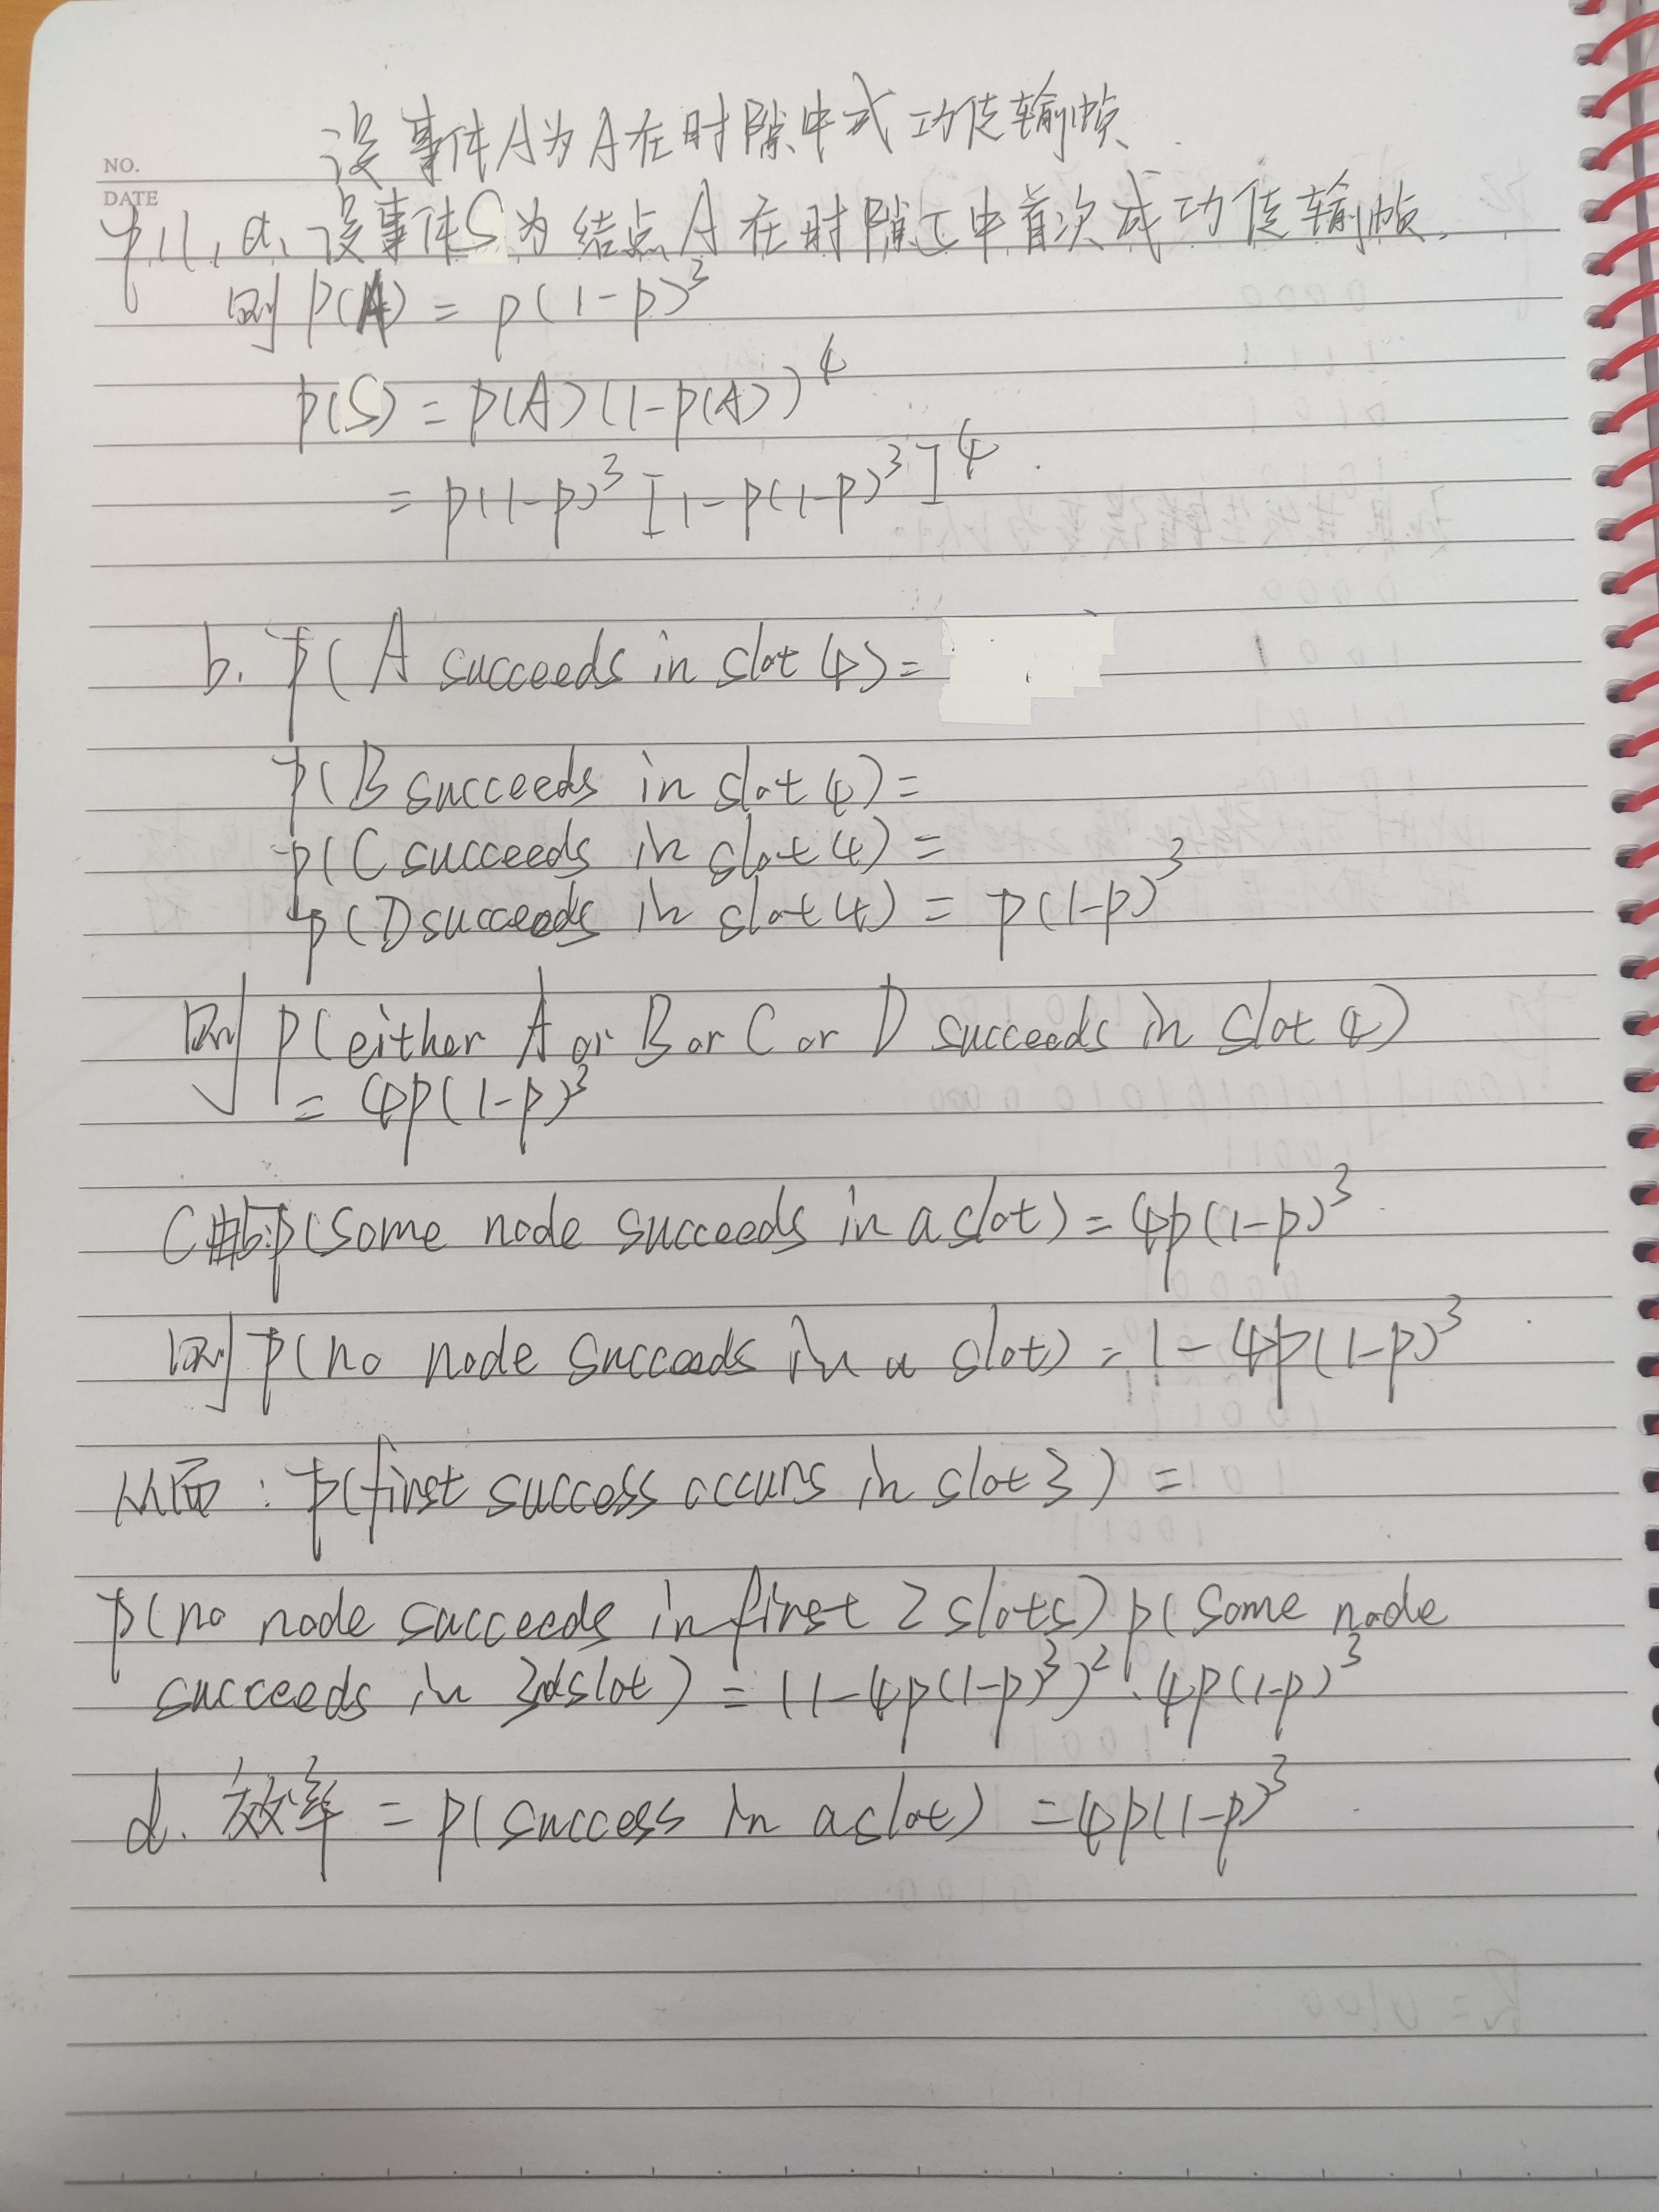 设事件A为A在时隙中式功传输帧.
NO.
DATE
P11. a. 设事件S为结点A在时隙5中首次成功传输帧.
则 P(A) = p(1-p)³
p(S) = p(A)(1-p(A))⁴
= p(1-p)³[1-p(1-p)³]⁴.
b. p(A succeeds in slot 4) =
p(B succeeds in slot 4) =
p(C succeeds in slot 4) =
p(D succeeds in slot 4) = p(1-p)³
则 p(either A or B or C or D succeeds in slot 4)
= 4p(1-p)³
C 由b: p(some node succeeds in a slot) = 4p(1-p)³
则 p(no node succeeds in a slot) = 1-4p(1-p)³
从而: p(first success occurs in slot 3) =
p(no node succeeds in first 2 slots) p(some node
succeeds in 3rd slot) = (1-4p(1-p)³)²·4p(1-p)³
d. 效率 = p(success in a slot) = 4p(1-p)³